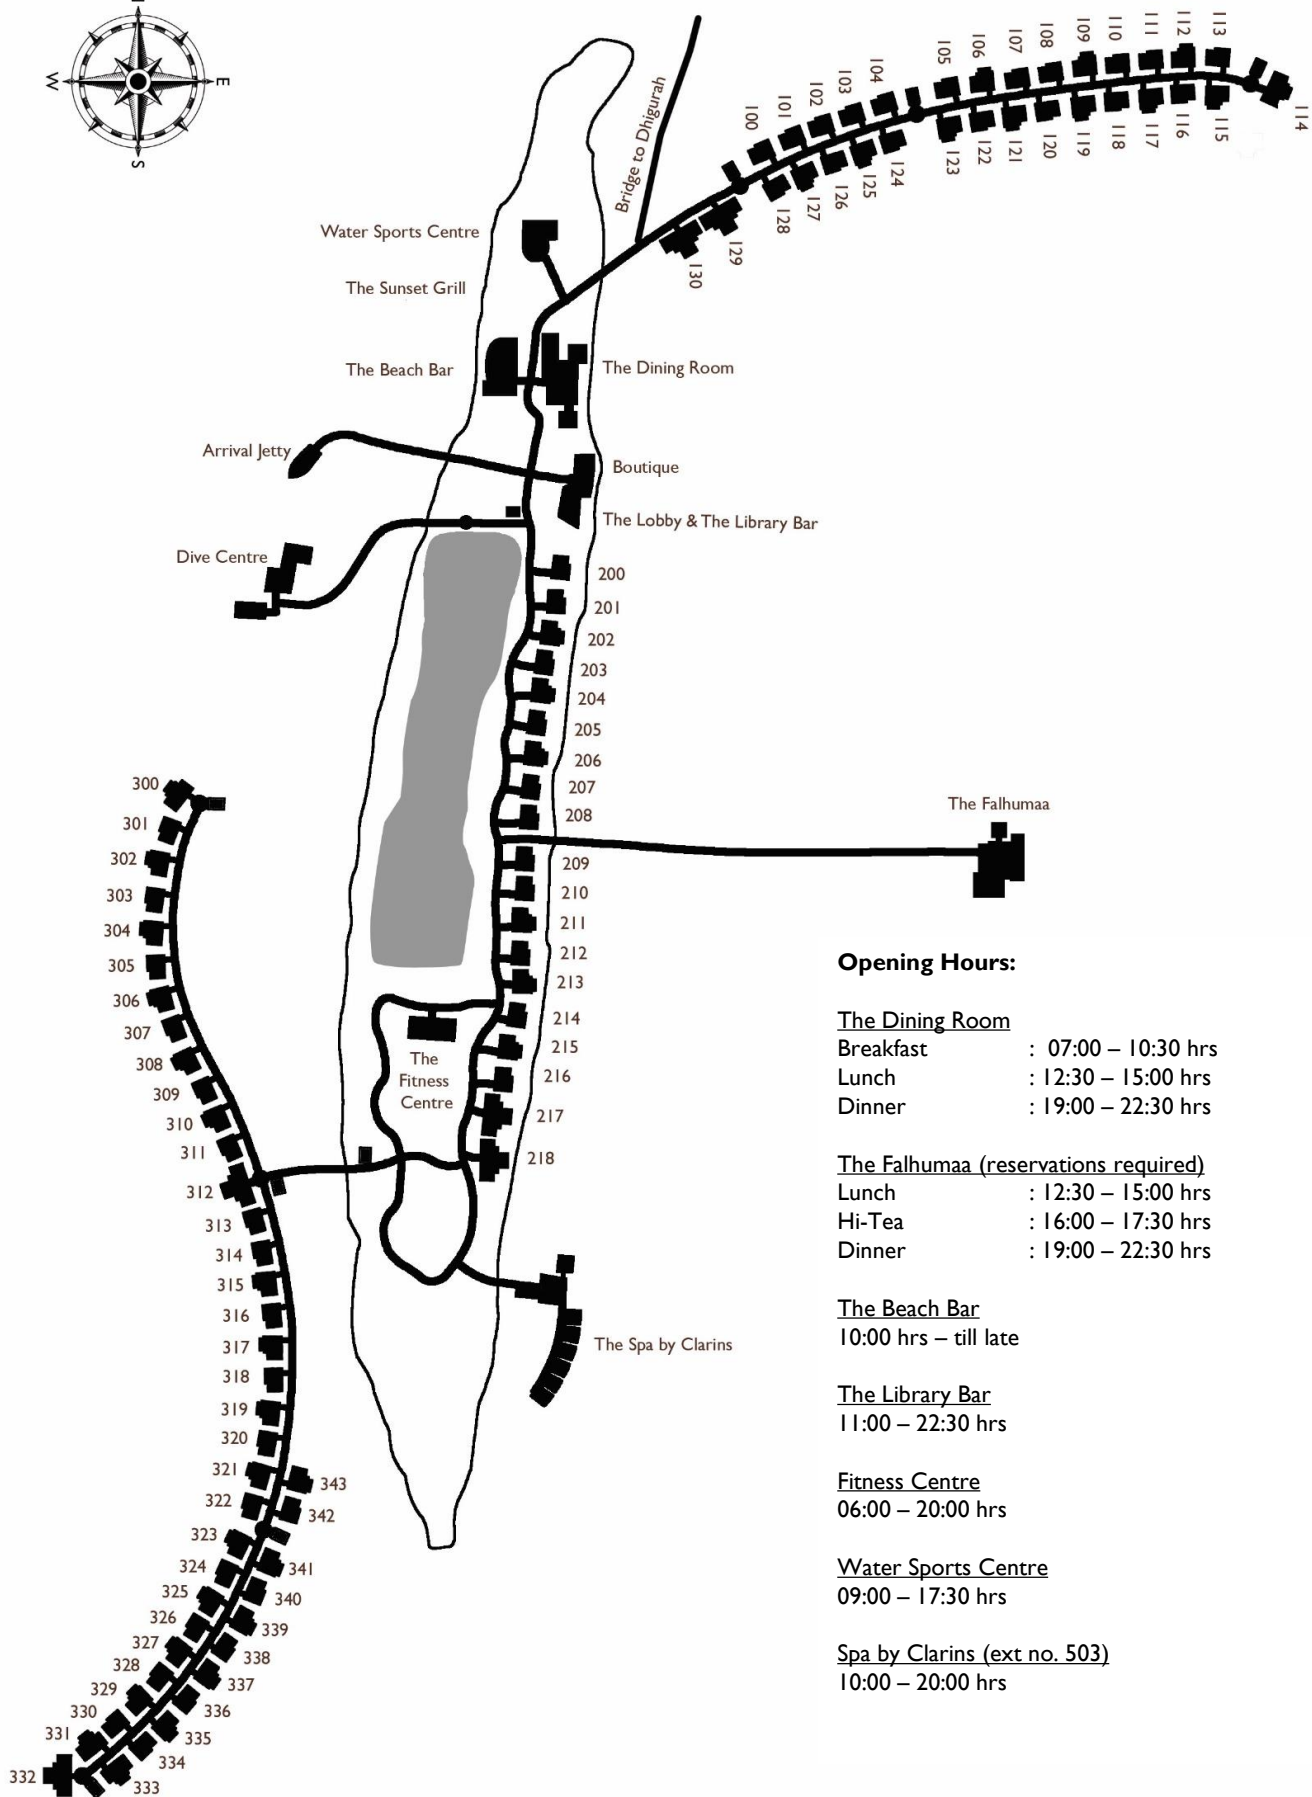 W
E
S
Bridge to Dhigurah
100
101
102
103
104
105
106
107
108
109
110
111
112
113
114
115
116
117
118
119
120
121
122
123
124
125
126
127
128
129
130
Water Sports Centre
The Sunset Grill
The Beach Bar
The Dining Room
Arrival Jetty
Boutique
The Lobby & The Library Bar
Dive Centre
200
201
202
203
204
205
206
207
208
209
210
211
212
213
214
215
216
217
218
The Falhumaa
The
Fitness
Centre
The Spa by Clarins
300
301
302
303
304
305
306
307
308
309
310
311
312
313
314
315
316
317
318
319
320
321
322
323
324
325
326
327
328
329
330
331
332
333
334
335
336
337
338
339
340
341
342
343
Opening Hours:
The Dining Room
Breakfast : 07:00 – 10:30 hrs
Lunch : 12:30 – 15:00 hrs
Dinner : 19:00 – 22:30 hrs
The Falhumaa (reservations required)
Lunch : 12:30 – 15:00 hrs
Hi-Tea : 16:00 – 17:30 hrs
Dinner : 19:00 – 22:30 hrs
The Beach Bar
10:00 hrs – till late
The Library Bar
11:00 – 22:30 hrs
Fitness Centre
06:00 – 20:00 hrs
Water Sports Centre
09:00 – 17:30 hrs
Spa by Clarins (ext no. 503)
10:00 – 20:00 hrs